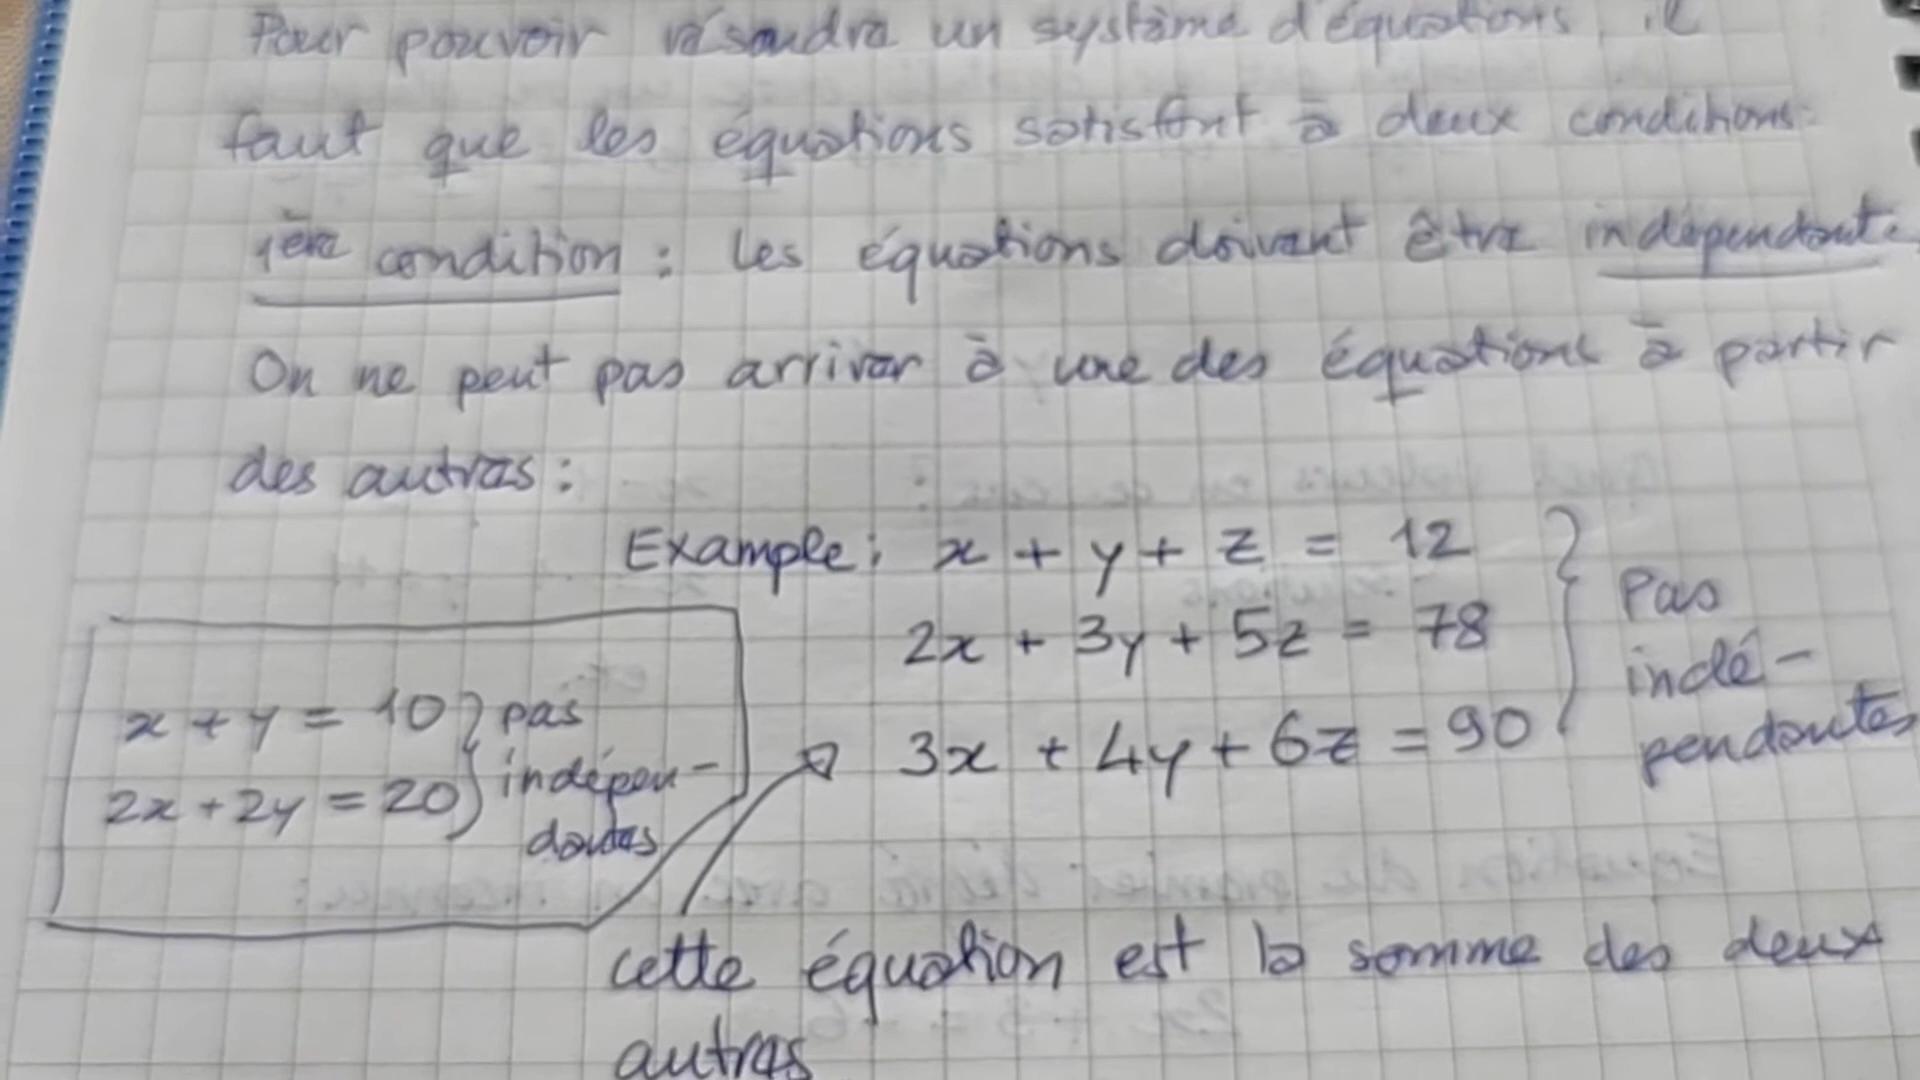 Pour pouvoir résoudre un système d'équations, il
faut que les équations satisfont à deux conditions:
1ère condition : les équations doivent être indépendant.
On ne peut pas arriver à une des équations à partir
des autres :
Example: x + y + z = 12
2x + 3y + 5z = 78
3x + 4y + 6z = 90
Pas
indé-
pendantes
x + y = 10 } pas
2x + 2y = 20 } indépen-
dantes
cette équation est la somme des deux
autres